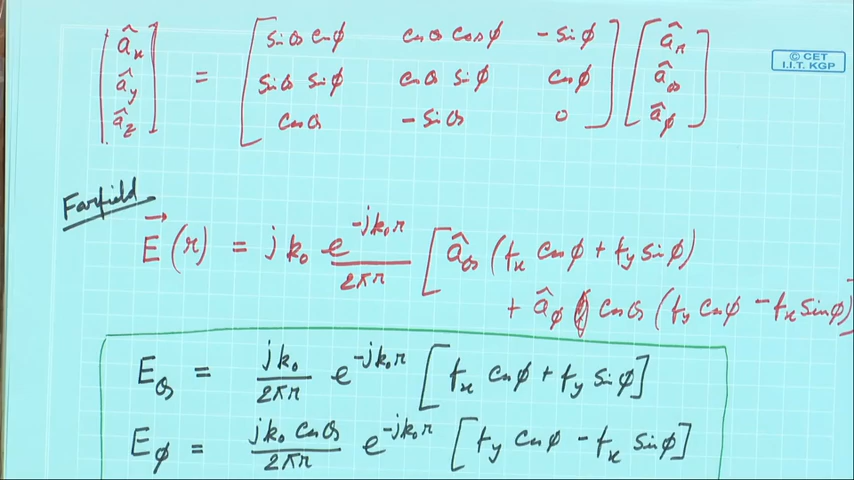 [âx ây âz] = [sinθ cosφ cosθ cosφ -sinφ; sinθ sinφ cosθ sinφ cosφ; cosθ -sinθ 0] [âr âθ âφ]
© CET
I.I.T. KGP
Farfield
E⃗(r) = j k₀ e^{-jk₀r}/2πr [âθ (fx cosφ + fy sinφ)
+ âφ cosθ (fy cosφ - fx sinφ)]
Eθ = jk₀/2πr e^{-jk₀r} [fx cosφ + fy sinφ]
Eφ = jk₀ cosθ/2πr e^{-jk₀r} [fy cosφ - fx sinφ]